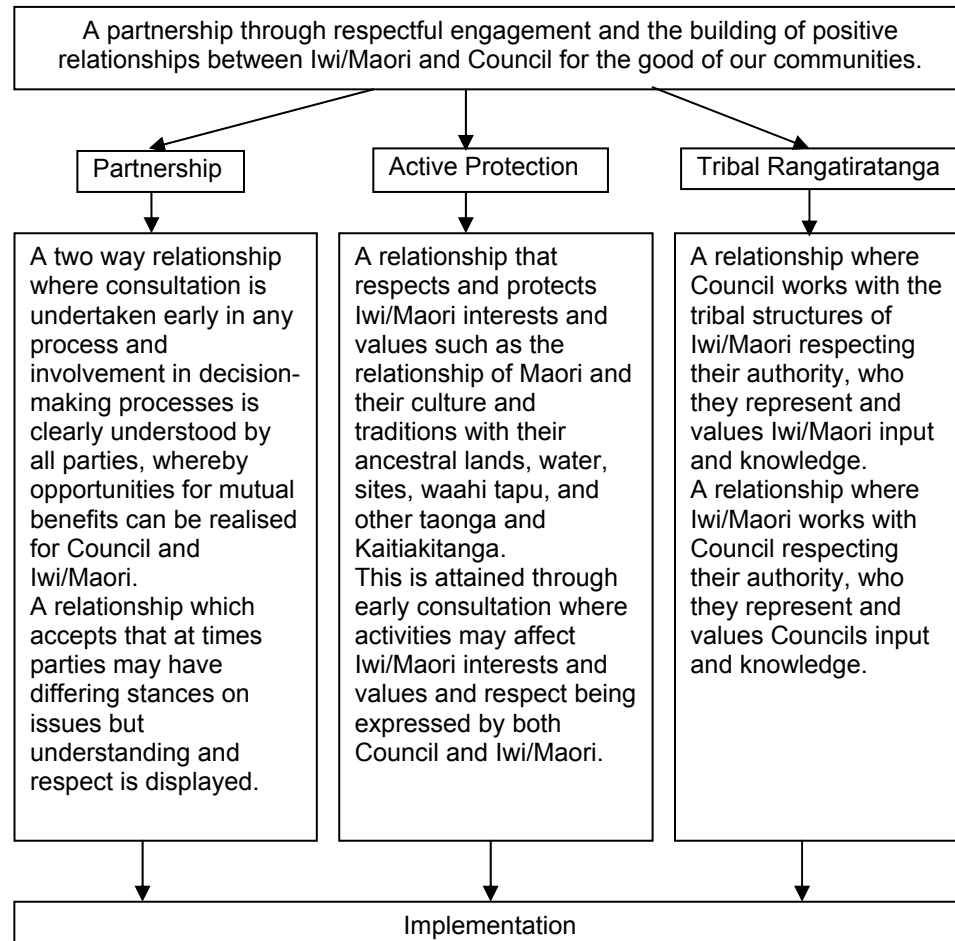 A partnership through respectful engagement and the building of positive
relationships between Iwi/Maori and Council for the good of our communities.
Partnership
Active Protection
Tribal Rangatiratanga
A two way relationship
where consultation is
undertaken early in any
process and
involvement in decision-
making processes is
clearly understood by
all parties, whereby
opportunities for mutual
benefits can be realised
for Council and
Iwi/Maori.
A relationship which
accepts that at times
parties may have
differing stances on
issues but
understanding and
respect is displayed.
A relationship that
respects and protects
Iwi/Maori interests and
values such as the
relationship of Maori and
their culture and
traditions with their
ancestral lands, water,
sites, waahi tapu, and
other taonga and
Kaitiakitanga.
This is attained through
early consultation where
activities may affect
Iwi/Maori interests and
values and respect being
expressed by both
Council and Iwi/Maori.
A relationship where
Council works with the
tribal structures of
Iwi/Maori respecting
their authority, who
they represent and
values Iwi/Maori input
and knowledge.
A relationship where
Iwi/Maori works with
Council respecting
their authority, who
they represent and
values Councils input
and knowledge.
Implementation